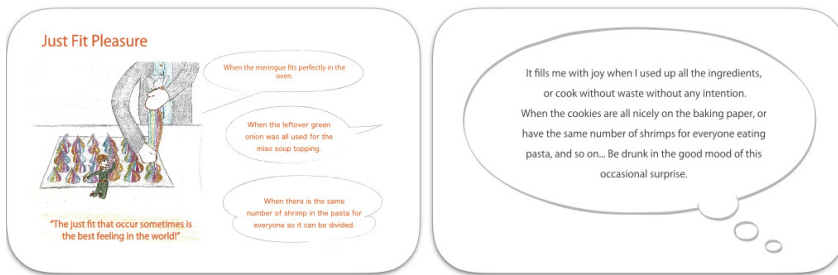 Just Fit Pleasure
When the meringue fits perfectly in the
oven.
When the leftover green
onion was all used for the
miso soup topping.
When there is the same
number of shrimp in the pasta for
everyone so it can be divided.
"The just fit that occur sometimes is
the best feeling in the world!"
It fills me with joy when I used up all the ingredients,
or cook without waste without any intention.
When the cookies are all nicely on the baking paper, or
have the same number of shrimps for everyone eating
pasta, and so on... Be drunk in the good mood of this
occasional surprise.